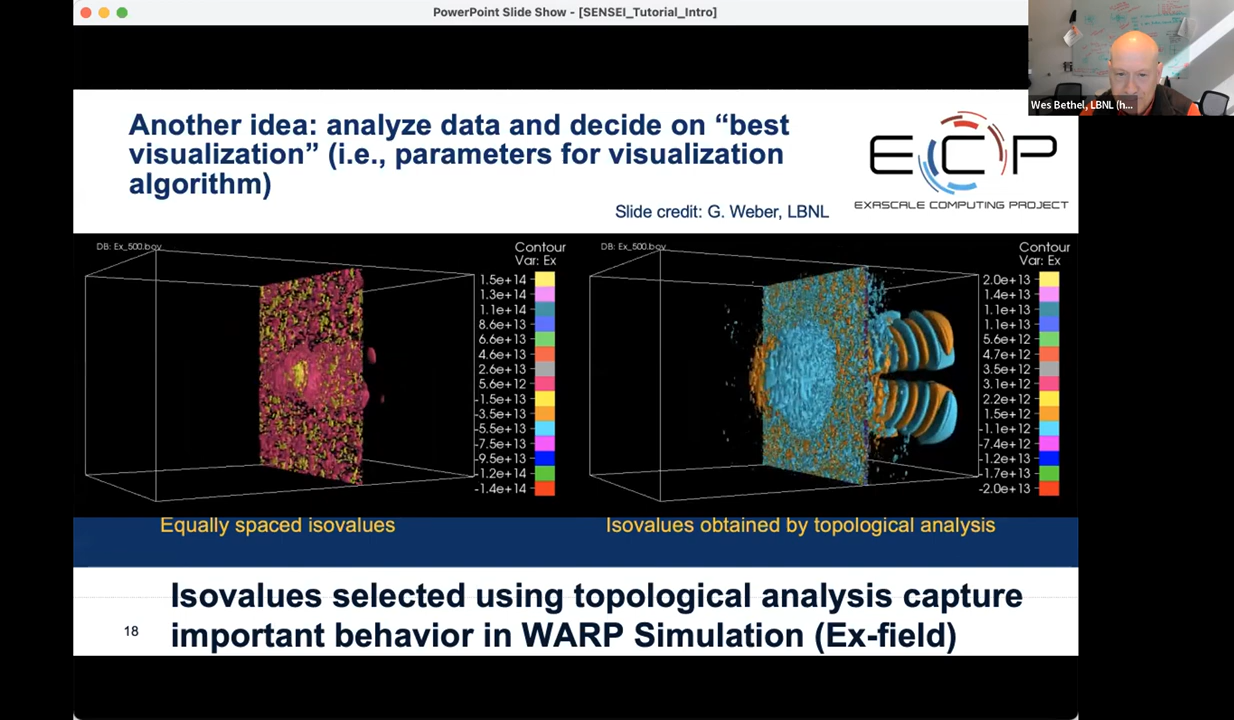 PowerPoint Slide Show - [SENSEI_Tutorial_Intro]
Wes Bethel, LBNL (h...
Another idea: analyze data and decide on “best
visualization” (i.e., parameters for visualization
algorithm)
Slide credit: G. Weber, LBNL
ECP
EXASCALE COMPUTING PROJECT
DB: Ex_500.bov
Contour
Var: Ex
1.5e+14
1.3e+14
1.1e+14
8.6e+13
6.6e+13
4.6e+13
2.6e+13
5.6e+12
-1.5e+13
-3.5e+13
-5.5e+13
-7.5e+13
-9.5e+13
-1.2e+14
-1.4e+14
DB: Ex_500.bov
Contour
Var: Ex
2.0e+13
1.4e+13
1.1e+13
1.1e+13
5.6e+12
4.7e+12
3.5e+12
3.1e+12
2.2e+12
1.5e+12
-1.1e+12
-7.4e+12
-1.2e+13
-1.7e+13
-2.0e+13
Equally spaced isovalues
Isovalues obtained by topological analysis
Isovalues selected using topological analysis capture
important behavior in WARP Simulation (Ex-field)
18